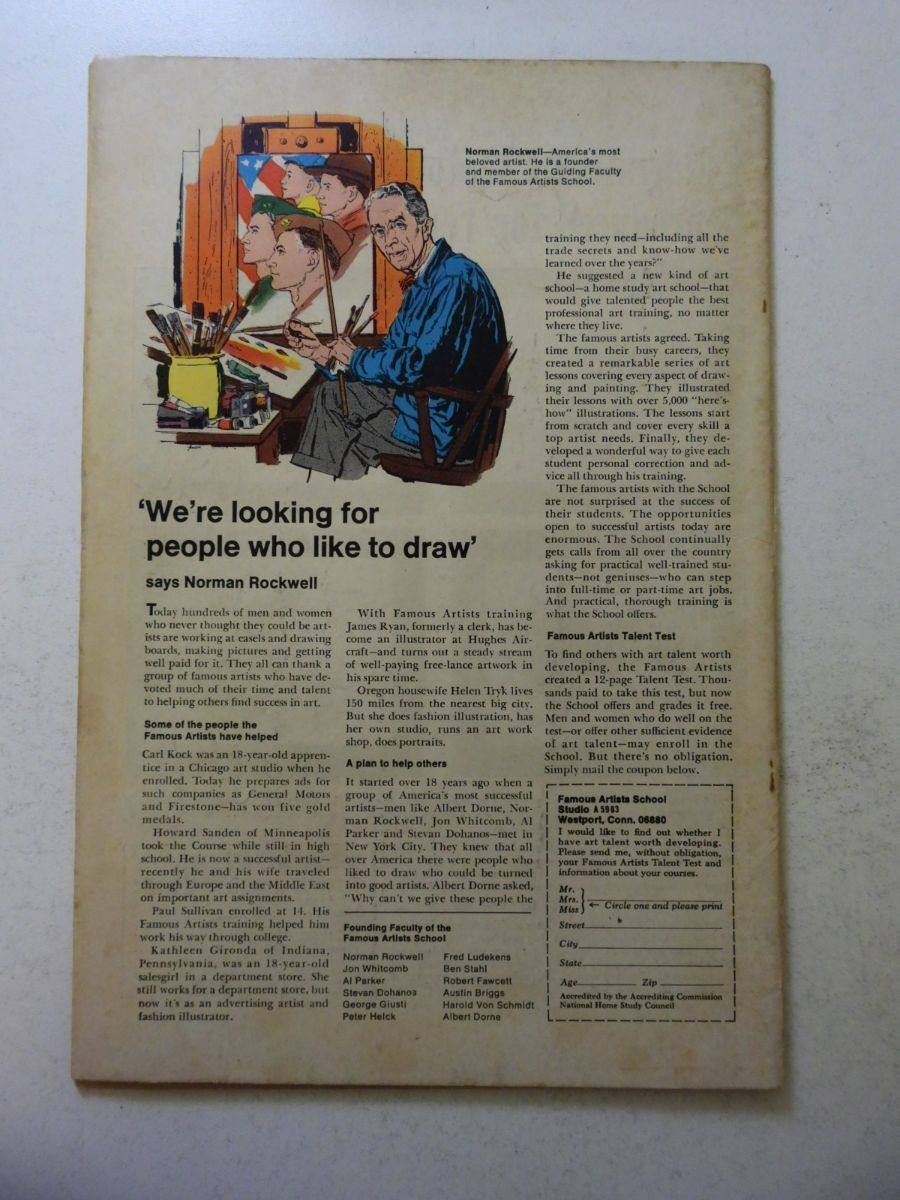 Norman Rockwell—America's most
beloved artist. He is a founder
and member of the Guiding Faculty
of the Famous Artists School.
'We're looking for
people who like to draw'
says Norman Rockwell
Today hundreds of men and women
who never thought they could be art-
ists are working at easels and drawing
boards, making pictures and getting
well paid for it. They all can thank a
group of famous artists who have de-
voted much of their time and talent
to helping others find success in art.
Some of the people the
Famous Artists have helped
Carl Kock was an 18-year-old appren-
tice in a Chicago art studio when he
enrolled. Today he prepares ads for
such companies as General Motors
and Firestone—has won five gold
medals.
Howard Sanden of Minneapolis
took the Course while still in high
school. He is now a successful artist—
recently he and his wife traveled
through Europe and the Middle East
on important art assignments.
Paul Sullivan enrolled at 14. His
Famous Artists training helped him
work his way through college.
Kathleen Gironda of Indiana,
Pennsylvania, was an 18-year-old
salesgirl in a department store. She
still works for a department store, but
now it's as an advertising artist and
fashion illustrator.
With Famous Artists training
James Ryan, formerly a clerk, has be-
come an illustrator at Hughes Air-
craft—and turns out a steady stream
of well-paying free-lance artwork in
his spare time.
Oregon housewife Helen Tryk lives
150 miles from the nearest big city.
But she does fashion illustration, has
her own studio, runs an art work
shop, does portraits.
A plan to help others
It started over 18 years ago when a
group of America's most successful
artists—men like Albert Dorne, Nor-
man Rockwell, Jon Whitcomb, Al
Parker and Stevan Dohanos—met in
New York City. They knew that all
over America there were people who
liked to draw who could be turned
into good artists. Albert Dorne asked,
"Why can't we give these people the
training they need—including all the
trade secrets and know-how we've
learned over the years?"
He suggested a new kind of art
school—a home study art school—that
would give talented people the best
professional art training, no matter
where they live.
The famous artists agreed. Taking
time from their busy careers, they
created a remarkable series of art
lessons covering every aspect of draw-
ing and painting. They illustrated
their lessons with over 5,000 "here's-
how" illustrations. The lessons start
from scratch and cover every skill a
top artist needs. Finally, they de-
veloped a wonderful way to give each
student personal correction and ad-
vice all through his training.
The famous artists with the School
are not surprised at the success of
their students. The opportunities
open to successful artists today are
enormous. The School continually
gets calls from all over the country
asking for practical well-trained stu-
dents—not geniuses—who can step
into full-time or part-time art jobs.
And practical, thorough training is
what the School offers.
Famous Artists Talent Test
To find others with art talent worth
developing, the Famous Artists
created a 12-page Talent Test. Thou-
sands paid to take this test, but now
the School offers and grades it free.
Men and women who do well on the
test—or offer other sufficient evidence
of art talent—may enroll in the
School. But there's no obligation.
Simply mail the coupon below.
Founding Faculty of the
Famous Artists School
Norman Rockwell
Jon Whitcomb
Al Parker
Stevan Dohanos
George Giusti
Peter Helck
Fred Ludekens
Ben Stahl
Robert Fawcett
Austin Briggs
Harold Von Schmidt
Albert Dorne
Famous Artists School
Studio A 5983
Westport, Conn. 06880
I would like to find out whether I
have art talent worth developing.
Please send me, without obligation,
your Famous Artists Talent Test and
information about your courses.
Mr.
Mrs.
Miss
Circle one and please print
Street
City
State
Age Zip
Accredited by the Accrediting Commission
National Home Study Council